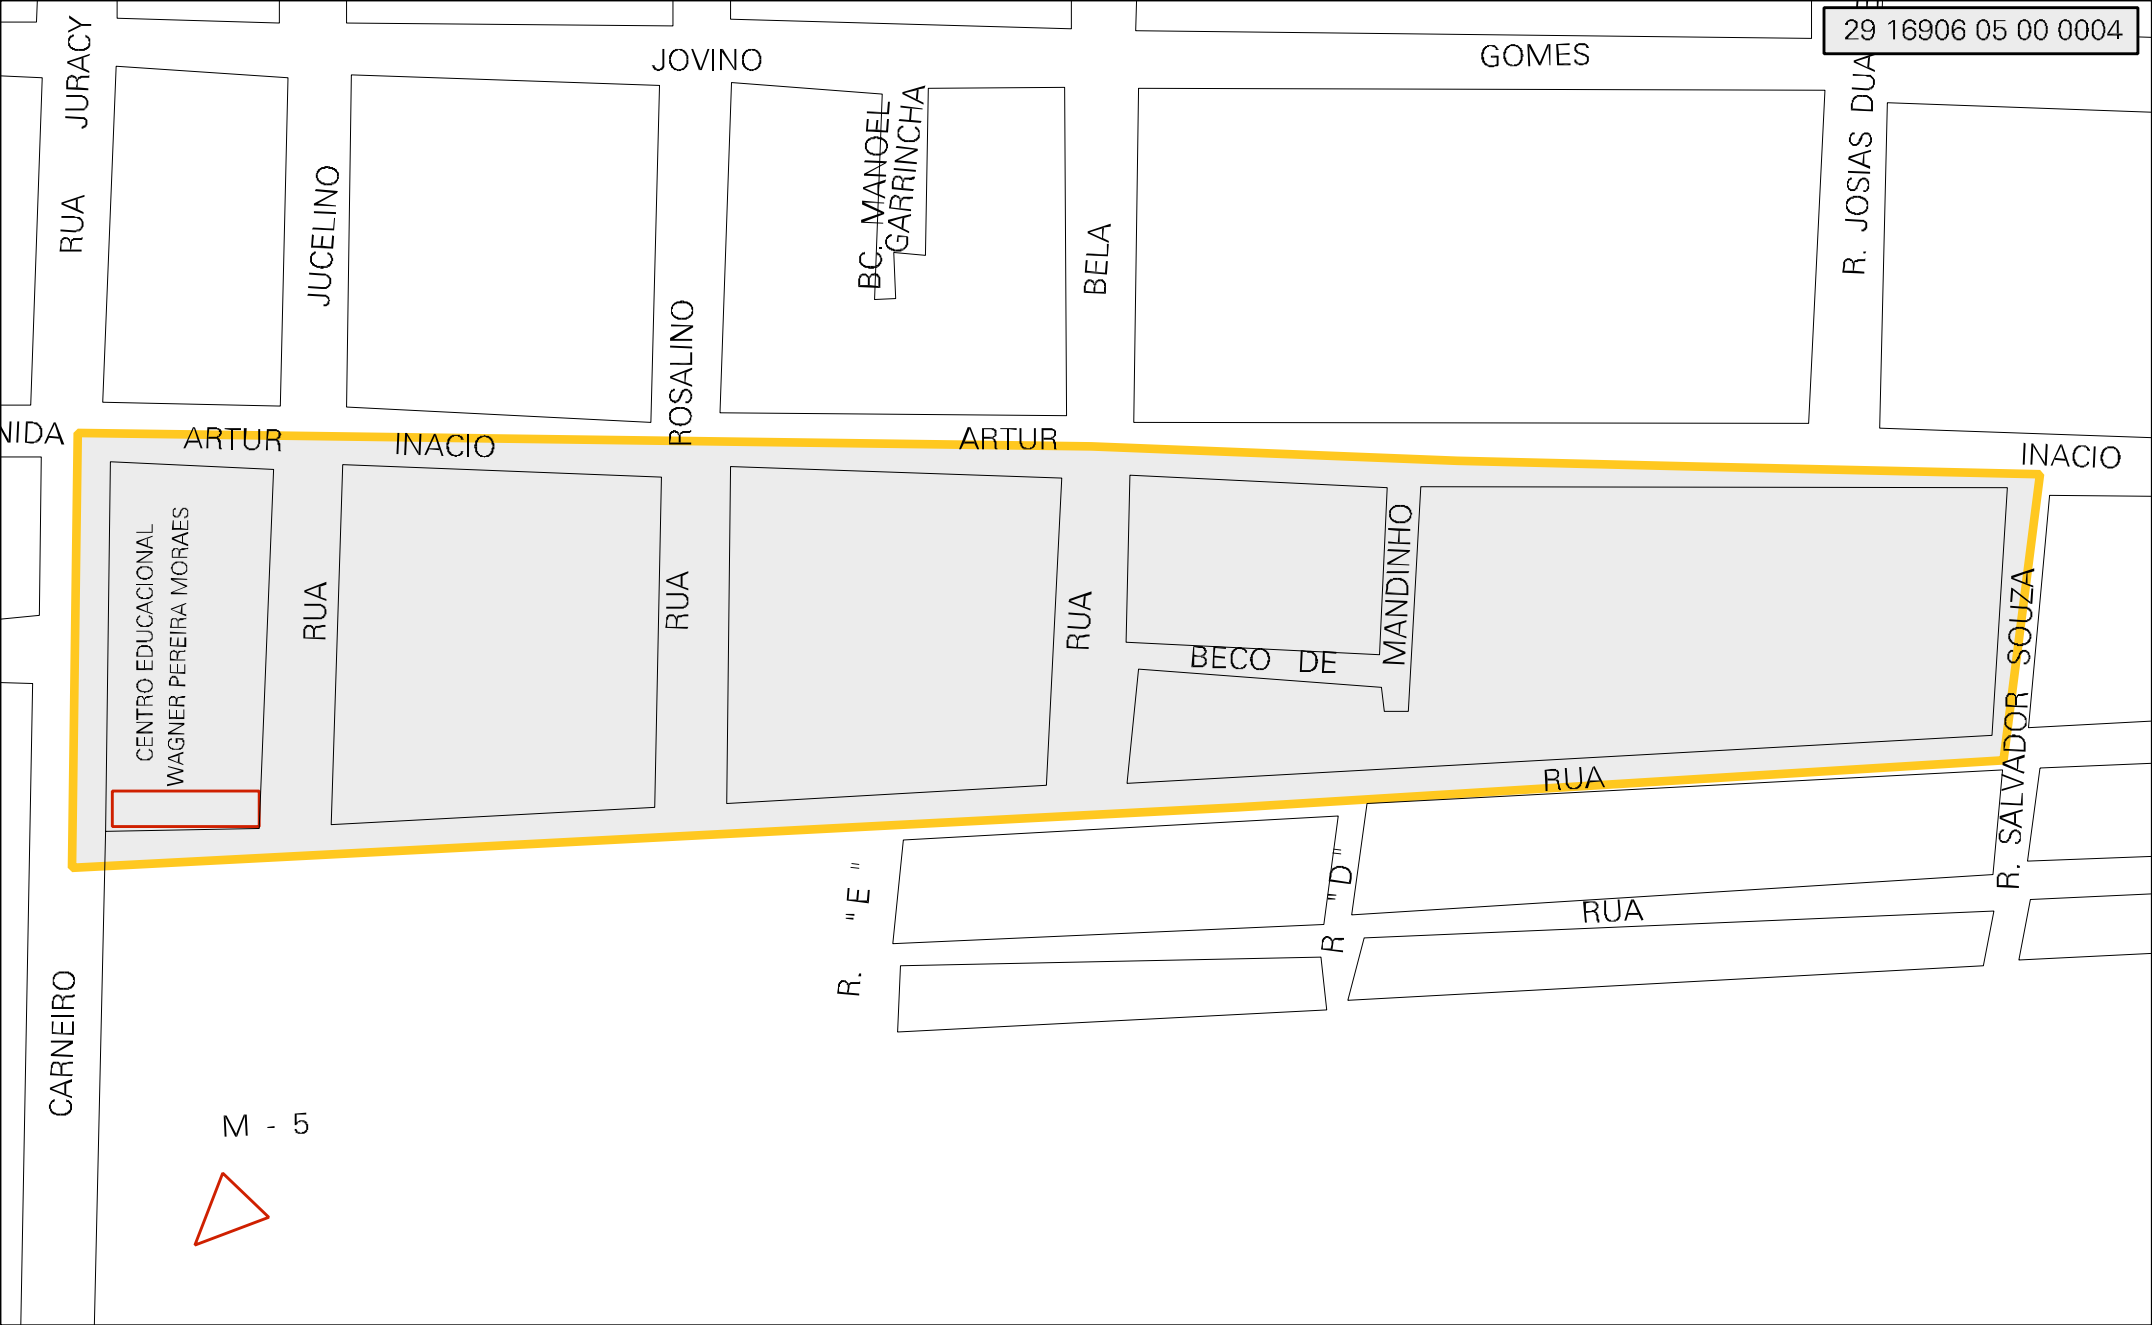 29 16906 05 00 0004
JOVINO
GOMES
RUA JURACY
JUCELINO
ROSALINO
BC. MANOEL
GARRINCHA
BELA
R. JOSIAS DUA
NIDA
ARTUR
INACIO
ARTUR
INACIO
CENTRO EDUCACIONAL
WAGNER PEREIRA MORAES
RUA
RUA
RUA
BECO DE
MANDINHO
R. SALVADOR SOUZA
RUA
R. "E"
R "D"
RUA
CARNEIRO
M - 5